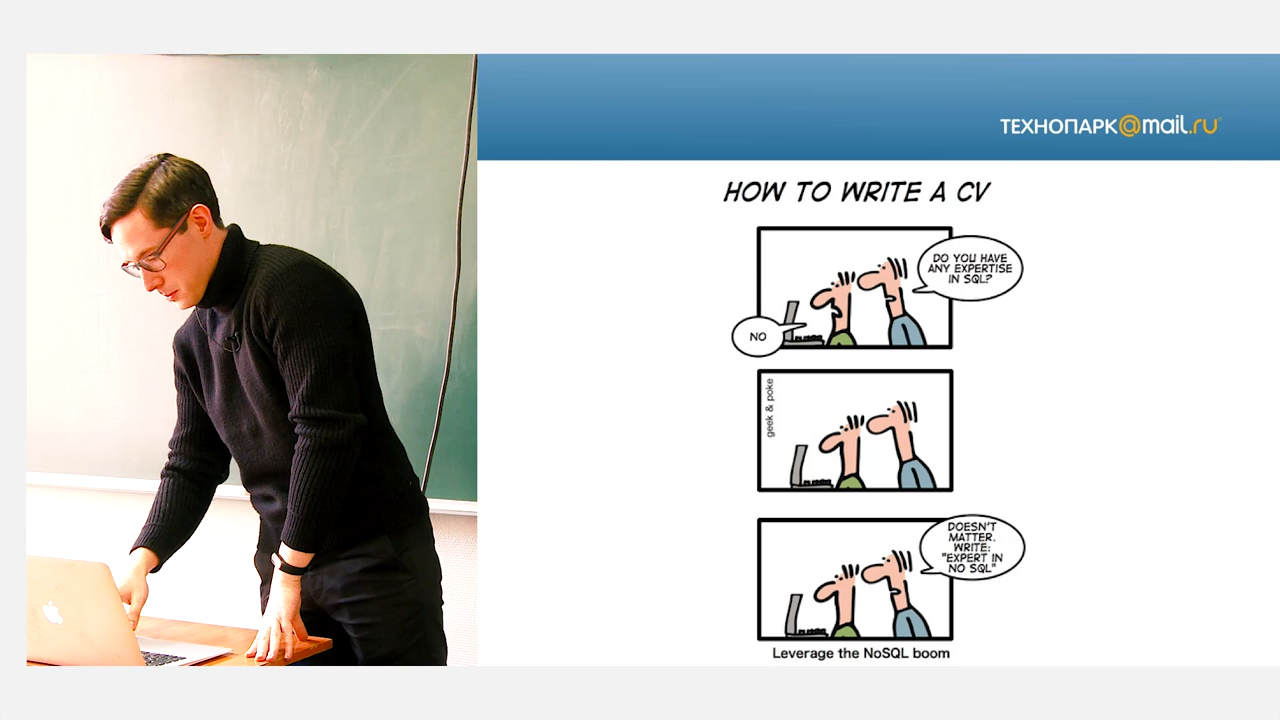 ТЕХНОПАРК@mail.ru
HOW TO WRITE A CV
DO YOU HAVE
ANY EXPERTISE
IN SQL?
NO
geek & poke
DOESN'T
MATTER.
WRITE:
"EXPERT IN
NO SQL"
Leverage the NoSQL boom